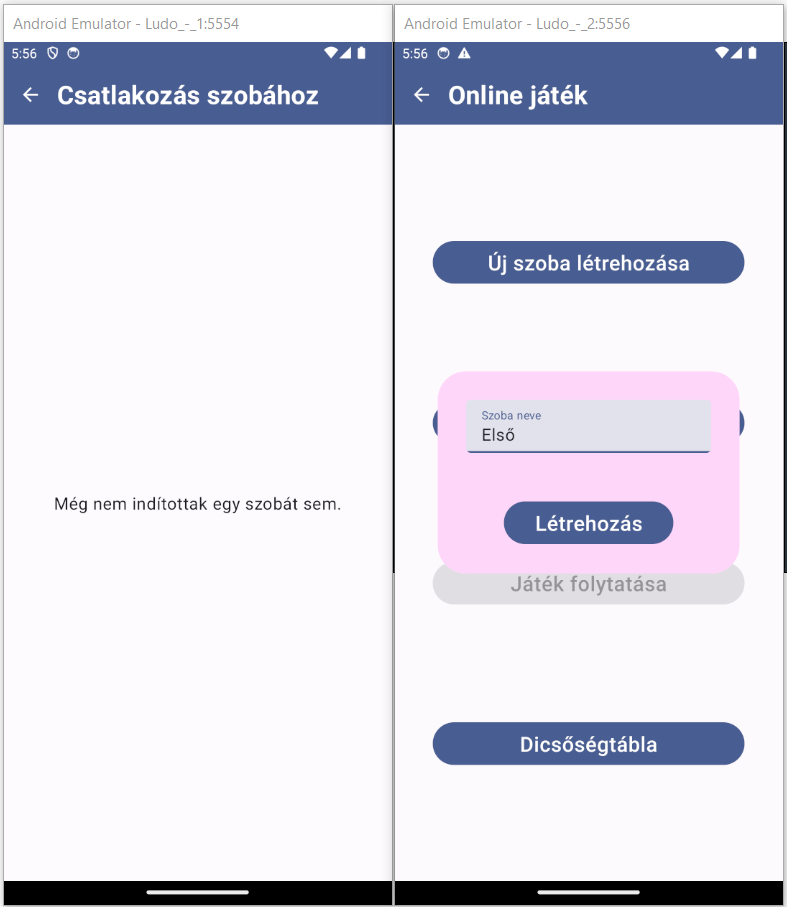 Android Emulator - Ludo_-_1:5554
5:56
Csatlakozás szobához
Még nem indítottak egy szobát sem.
Android Emulator - Ludo_-_2:5556
5:56
Online játék
Új szoba létrehozása
Szoba neve
Első
Létrehozás
Játék folytatása
Dicsőségtábla